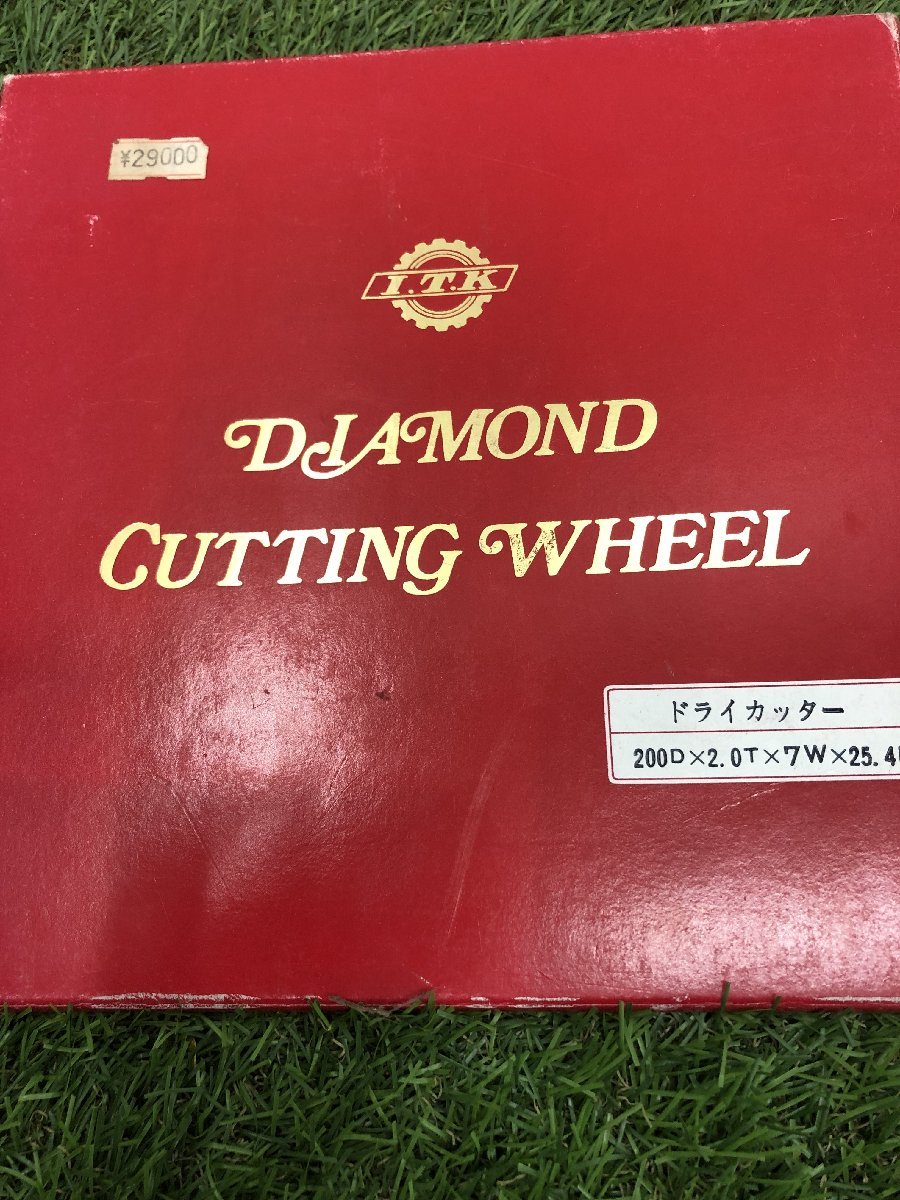 ¥29000
I.T.K
DIAMOND
CUTTING WHEEL
ドライカッター
200D×2.0T×7W×25.4